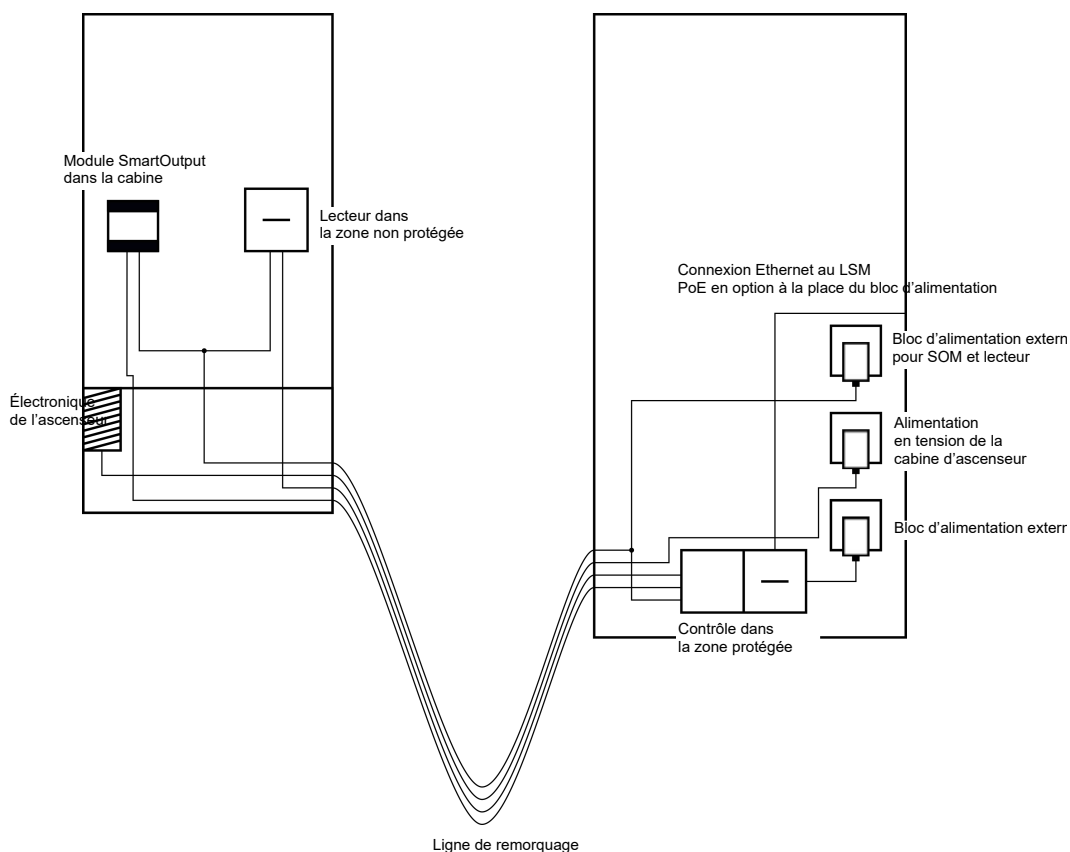 Module SmartOutput
dans la cabine
Lecteur dans
la zone non protégée
Connexion Ethernet au LSM
PoE en option à la place du bloc d’alimentation
Bloc d’alimentation extern
pour SOM et lecteur
Électronique
de l’ascenseur
Alimentation
en tension de la
cabine d’ascenseur
Bloc d’alimentation extern
Contrôle dans
la zone protégée
Ligne de remorquage